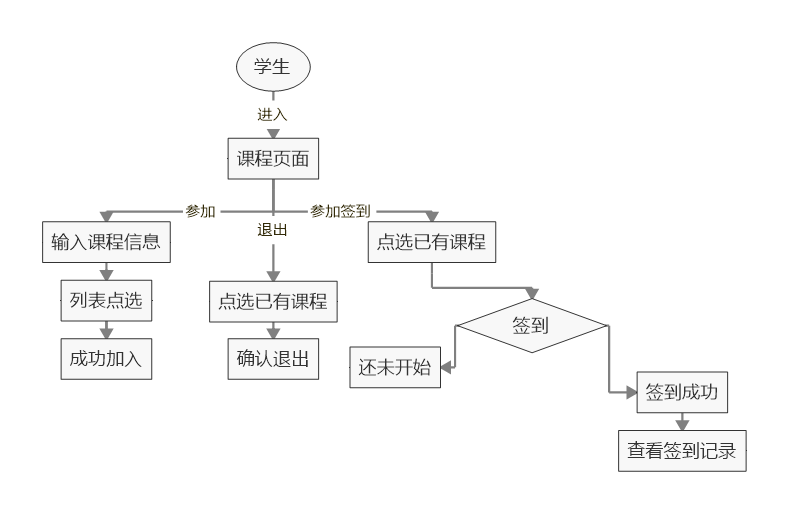 学生
进入
课程页面
参加
参加签到
退出
输入课程信息
点选已有课程
列表点选
点选已有课程
签到
成功加入
确认退出
还未开始
签到成功
查看签到记录